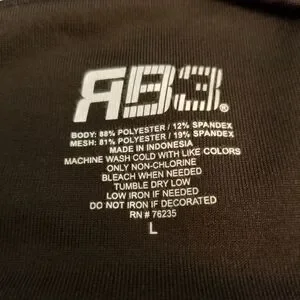 RB3®
BODY: 88% POLYESTER / 12% SPANDEX
MESH: 81% POLYESTER / 19% SPANDEX
MADE IN INDONESIA
MACHINE WASH COLD WITH LIKE COLORS
ONLY NON-CHLORINE
BLEACH WHEN NEEDED
TUMBLE DRY LOW
LOW IRON IF NEEDED
DO NOT IRON IF DECORATED
RN # 76235
L